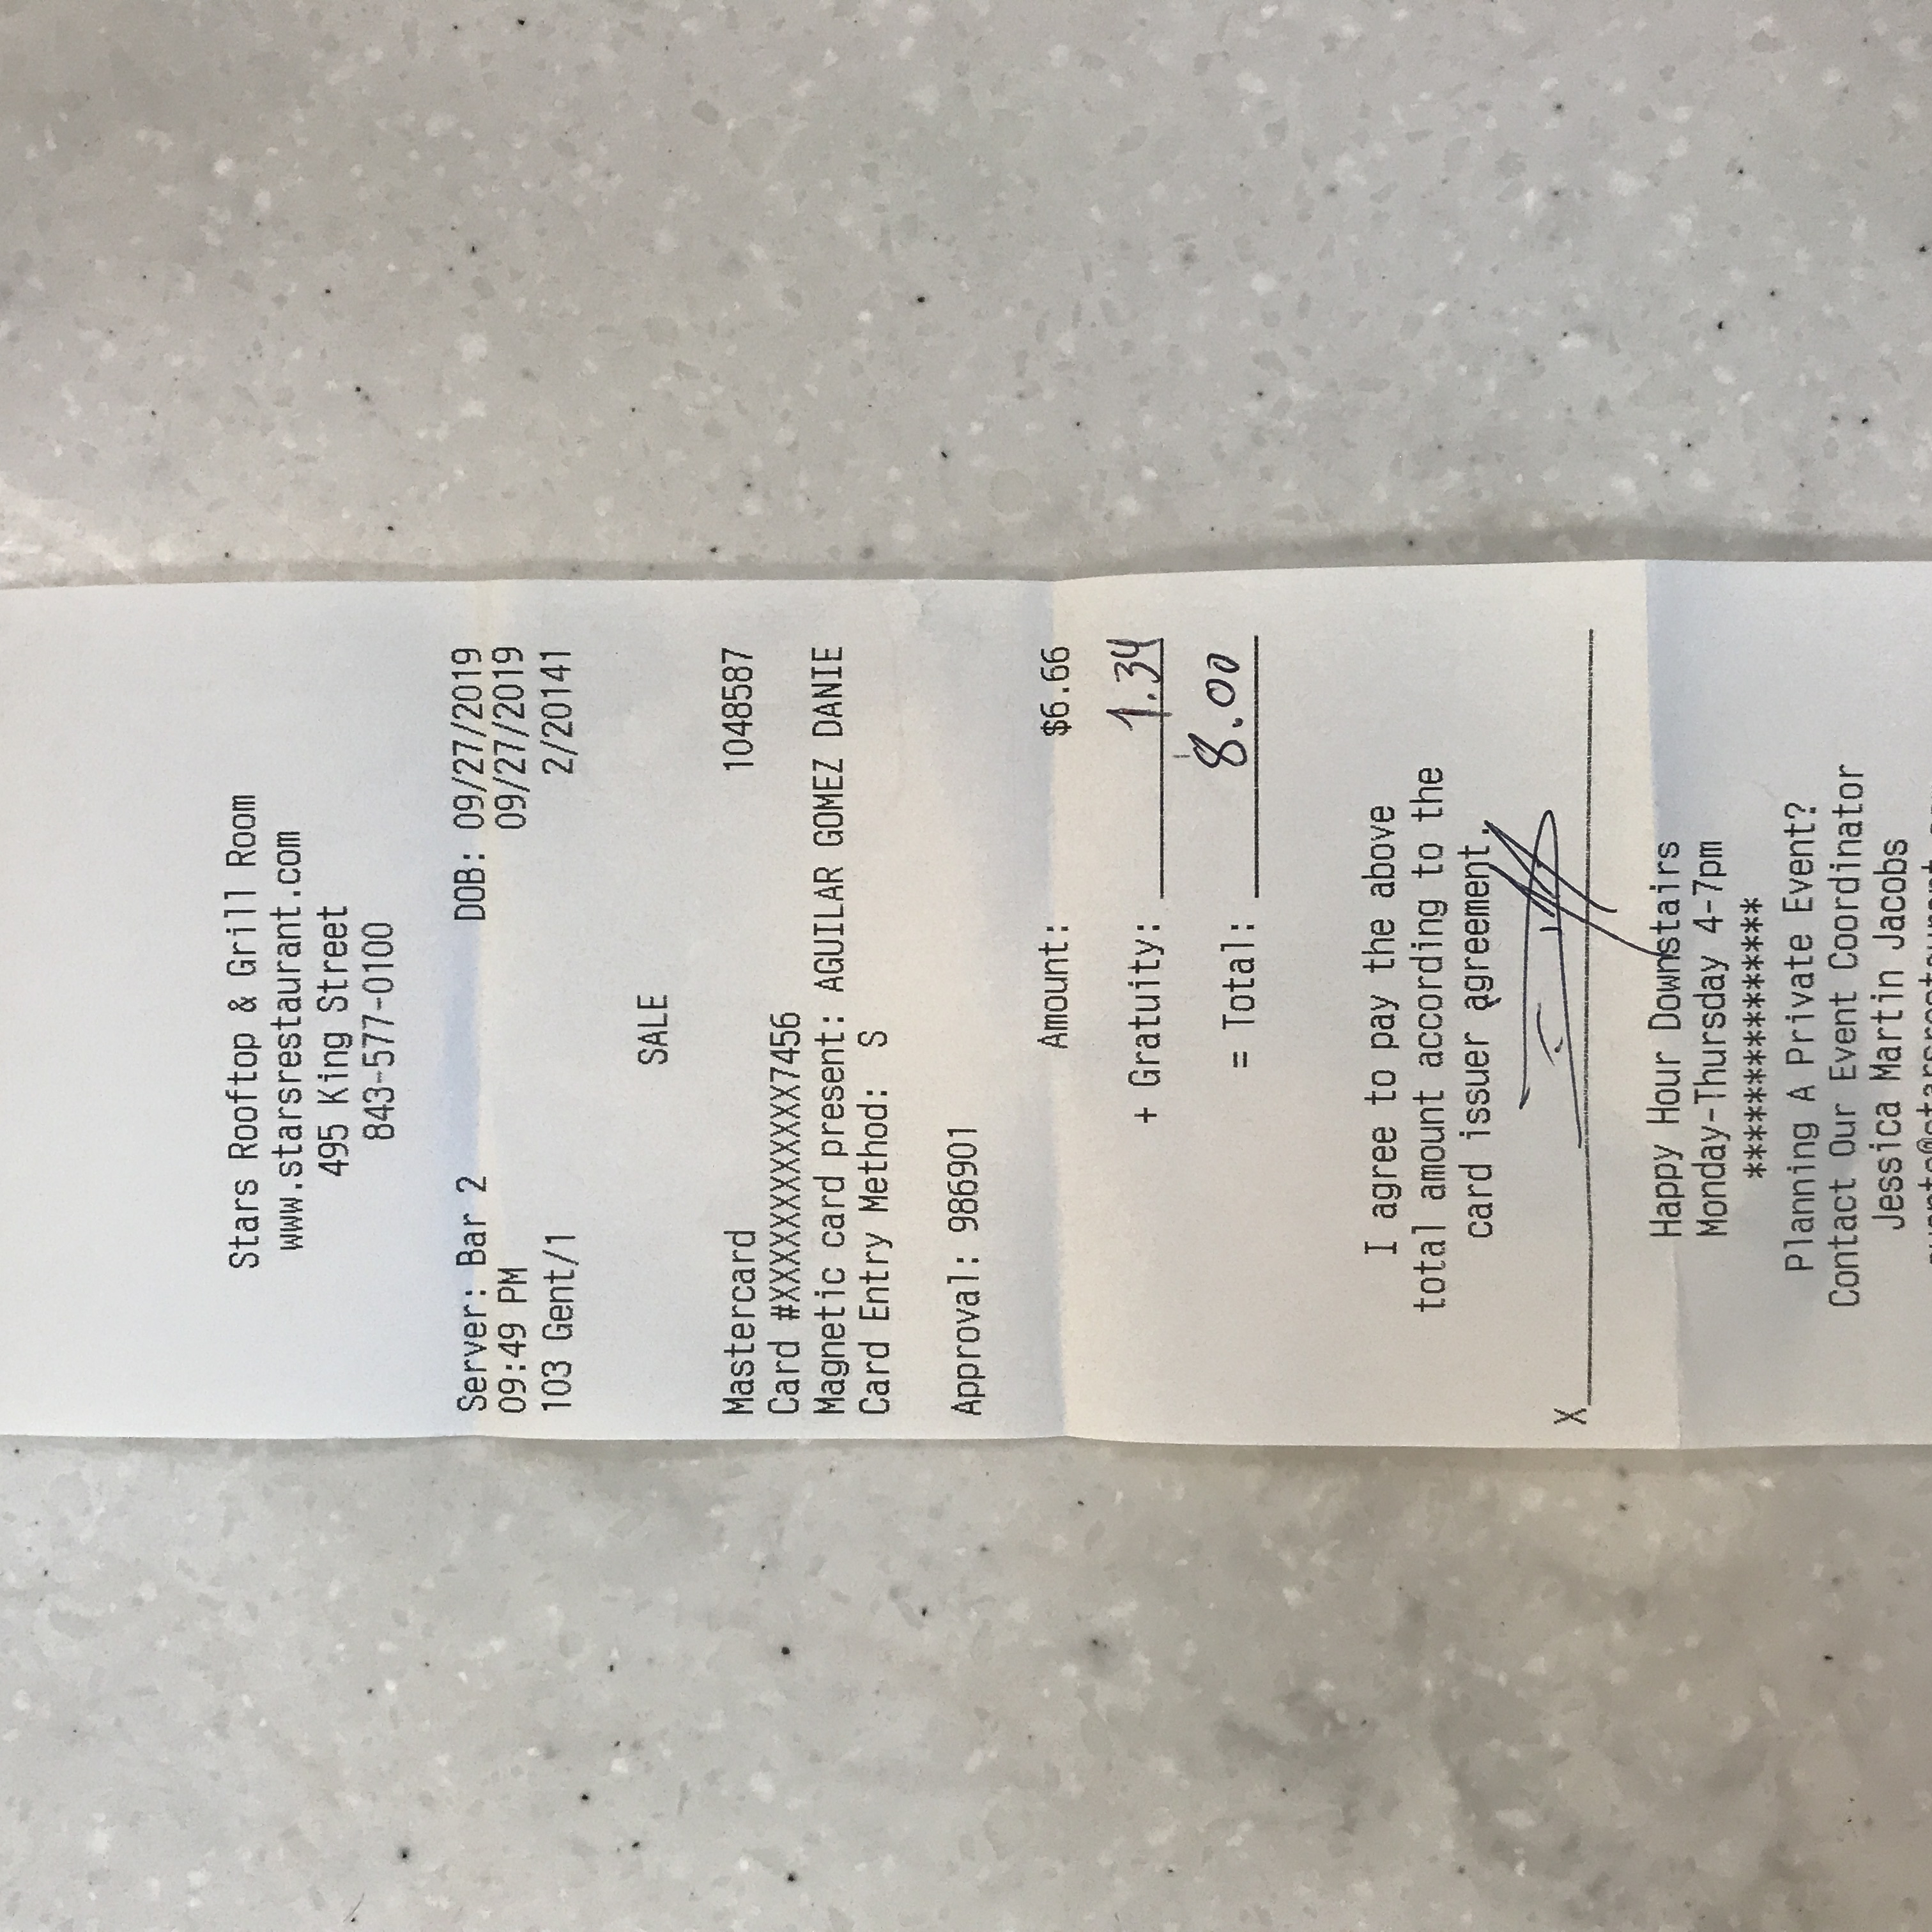 Stars Rooftop & Grill Room
www.starsrestaurant.com
495 King Street
843-577-0100
Server: Bar 2 DOB: 09/27/2019
09:49 PM 09/27/2019
103 Gent/1 2/20141
SALE
Mastercard 1048587
Card #XXXXXXXXXXXX7456
Magnetic card present: AGUILAR GOMEZ DANIE
Card Entry Method: S
Approval: 986901
Amount: $6.66
+ Gratuity: 1.34
= Total: 8.00
I agree to pay the above
total amount according to the
card issuer agreement.
X
Happy Hour Downstairs
Monday-Thursday 4-7pm
*************
Planning A Private Event?
Contact Our Event Coordinator
Jessica Martin Jacobs